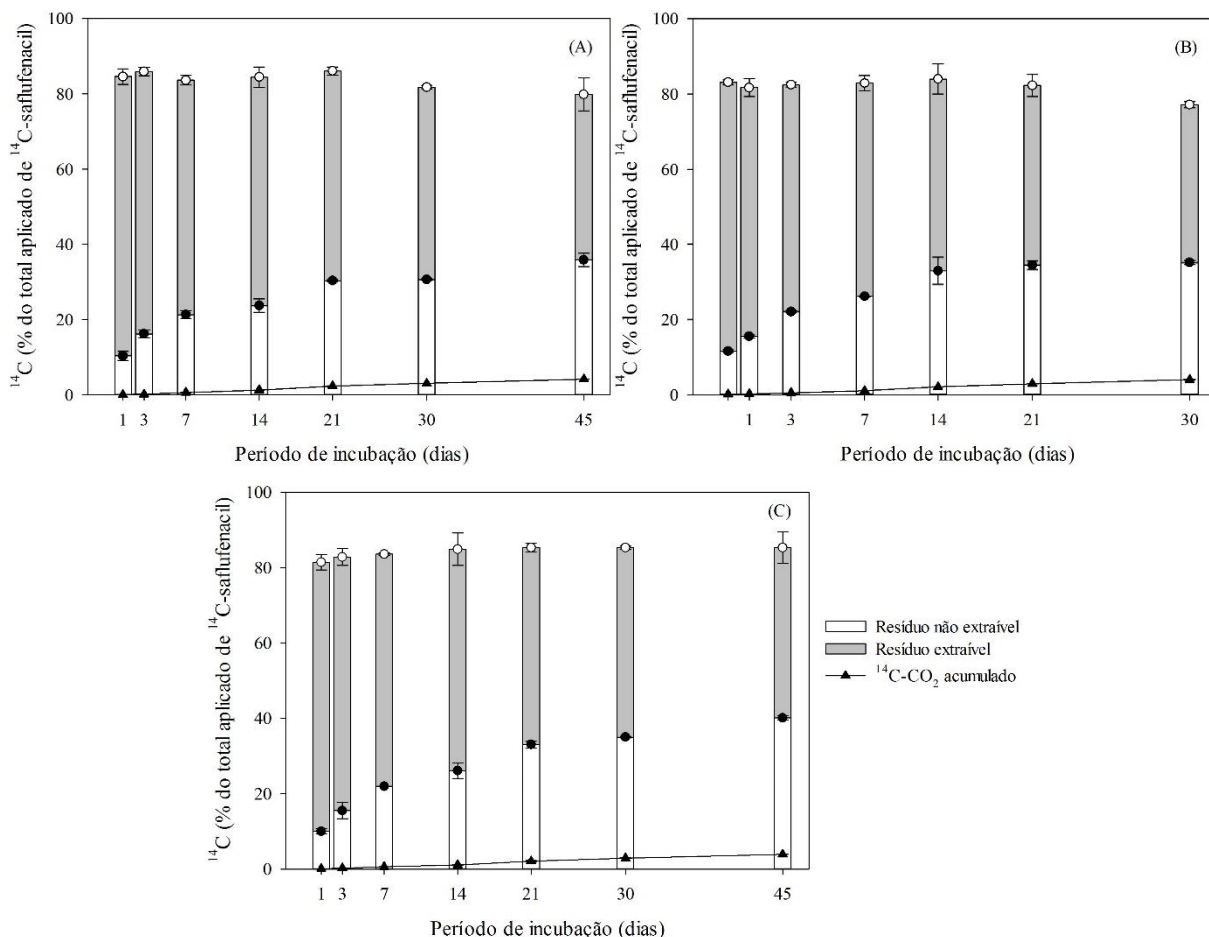 100
80
60
40
20
0
¹⁴C (% do total aplicado de ¹⁴C-saflufenacil)
(A)
1 3 7 14 21 30 45
Período de incubação (dias)
100
80
60
40
20
0
¹⁴C (% do total aplicado de ¹⁴C-saflufenacil)
(B)
1 3 7 14 21 30
Período de incubação (dias)
100
80
60
40
20
0
¹⁴C (% do total aplicado de ¹⁴C-saflufenacil)
(C)
1 3 7 14 21 30 45
Período de incubação (dias)
Resíduo não extraível
Resíduo extraível
¹⁴C-CO₂ acumulado